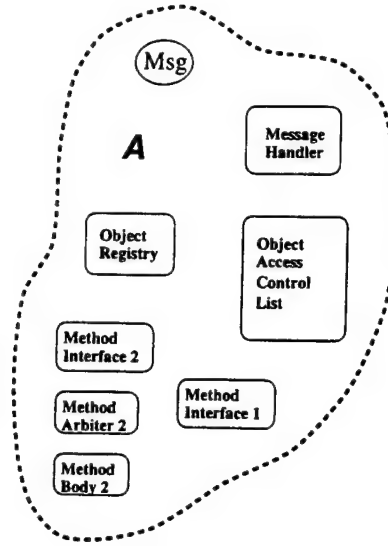 Msg
A
Message
Handler
Object
Registry
Object
Access
Control
List
Method
Interface 2
Method
Interface 1
Method
Arbiter 2
Method
Body 2